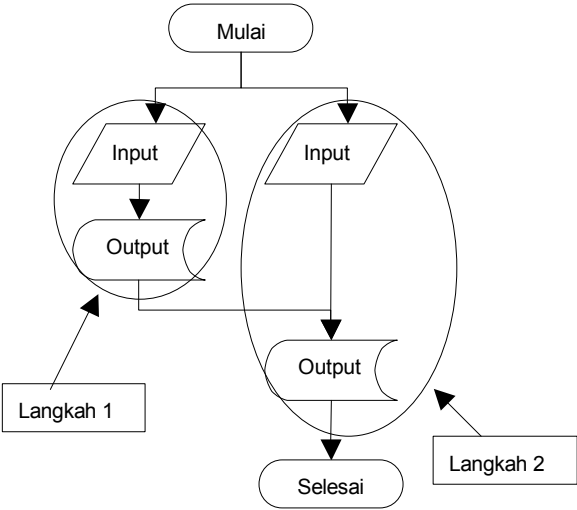 Mulai
Input
Input
Output
Output
Langkah 1
Langkah 2
Selesai